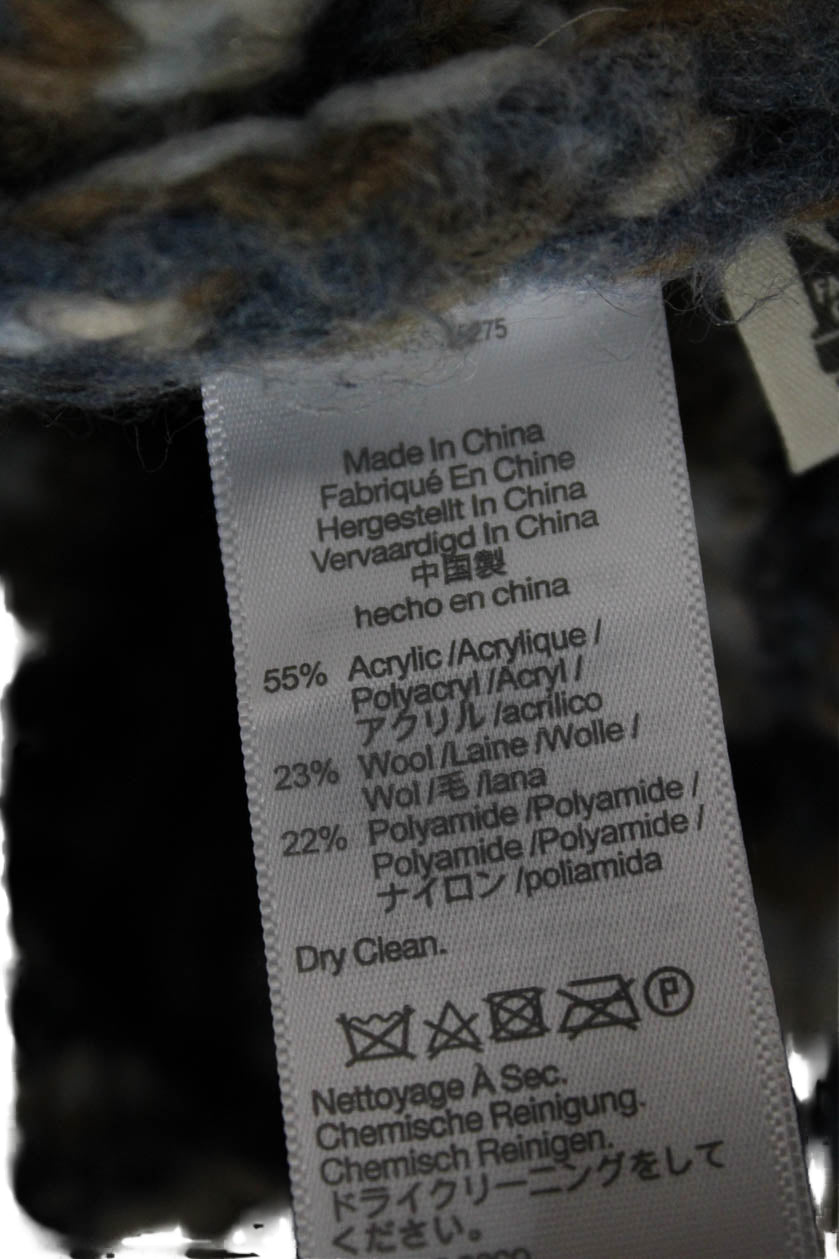 5275
Made In China
Fabriqué En Chine
Hergestellt In China
Vervaardigd In China
中国製
hecho en china
55% Acrylic /Acrylique /
Polyacryl /Acryl /
アクリル /acrílico
23% Wool /Laine /Wolle /
Wol /毛 /lana
22% Polyamide /Polyamide /
Polyamide /Polyamide /
ナイロン /poliamida
Dry Clean.
P
Nettoyage À Sec.
Chemische Reinigung.
Chemisch Reinigen.
ドライクリーニングをして
ください。